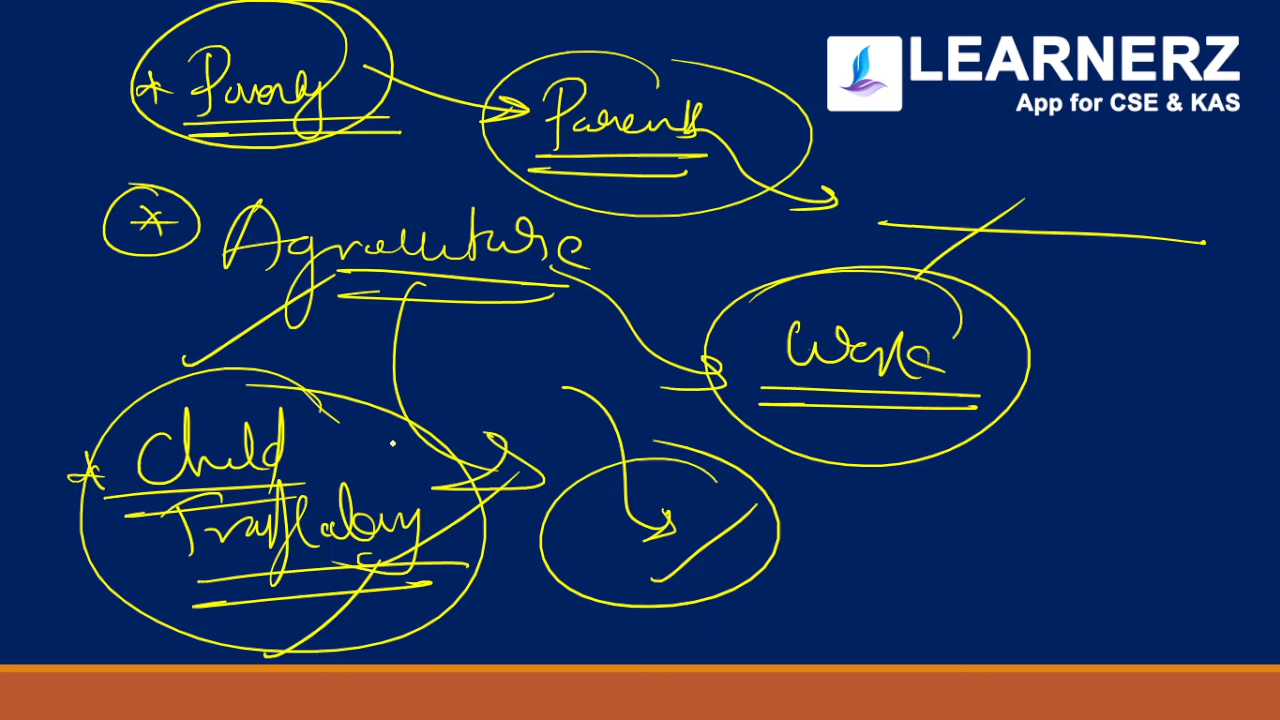 LEARNERZ
App for CSE & KAS
* Poverty
Parents
* Agriculture
Work
* Child
Trafficking